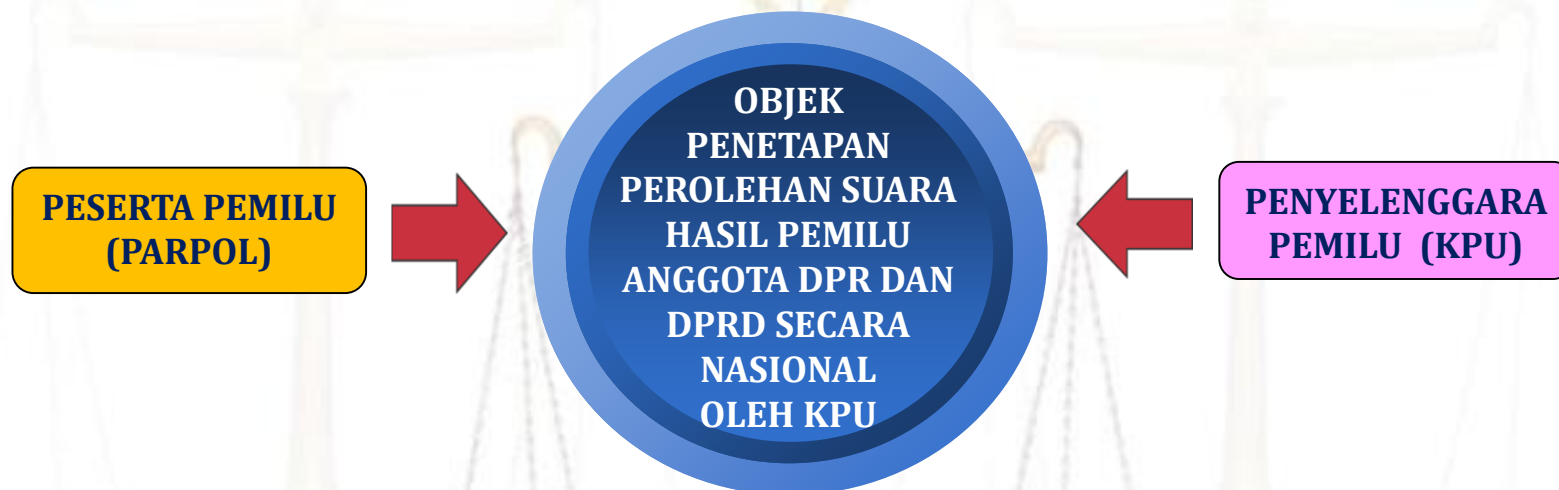 PESERTA PEMILU
(PARPOL)
OBJEK
PENETAPAN
PEROLEHAN SUARA
HASIL PEMILU
ANGGOTA DPR DAN
DPRD SECARA
NASIONAL
OLEH KPU
PENYELENGGARA
PEMILU (KPU)